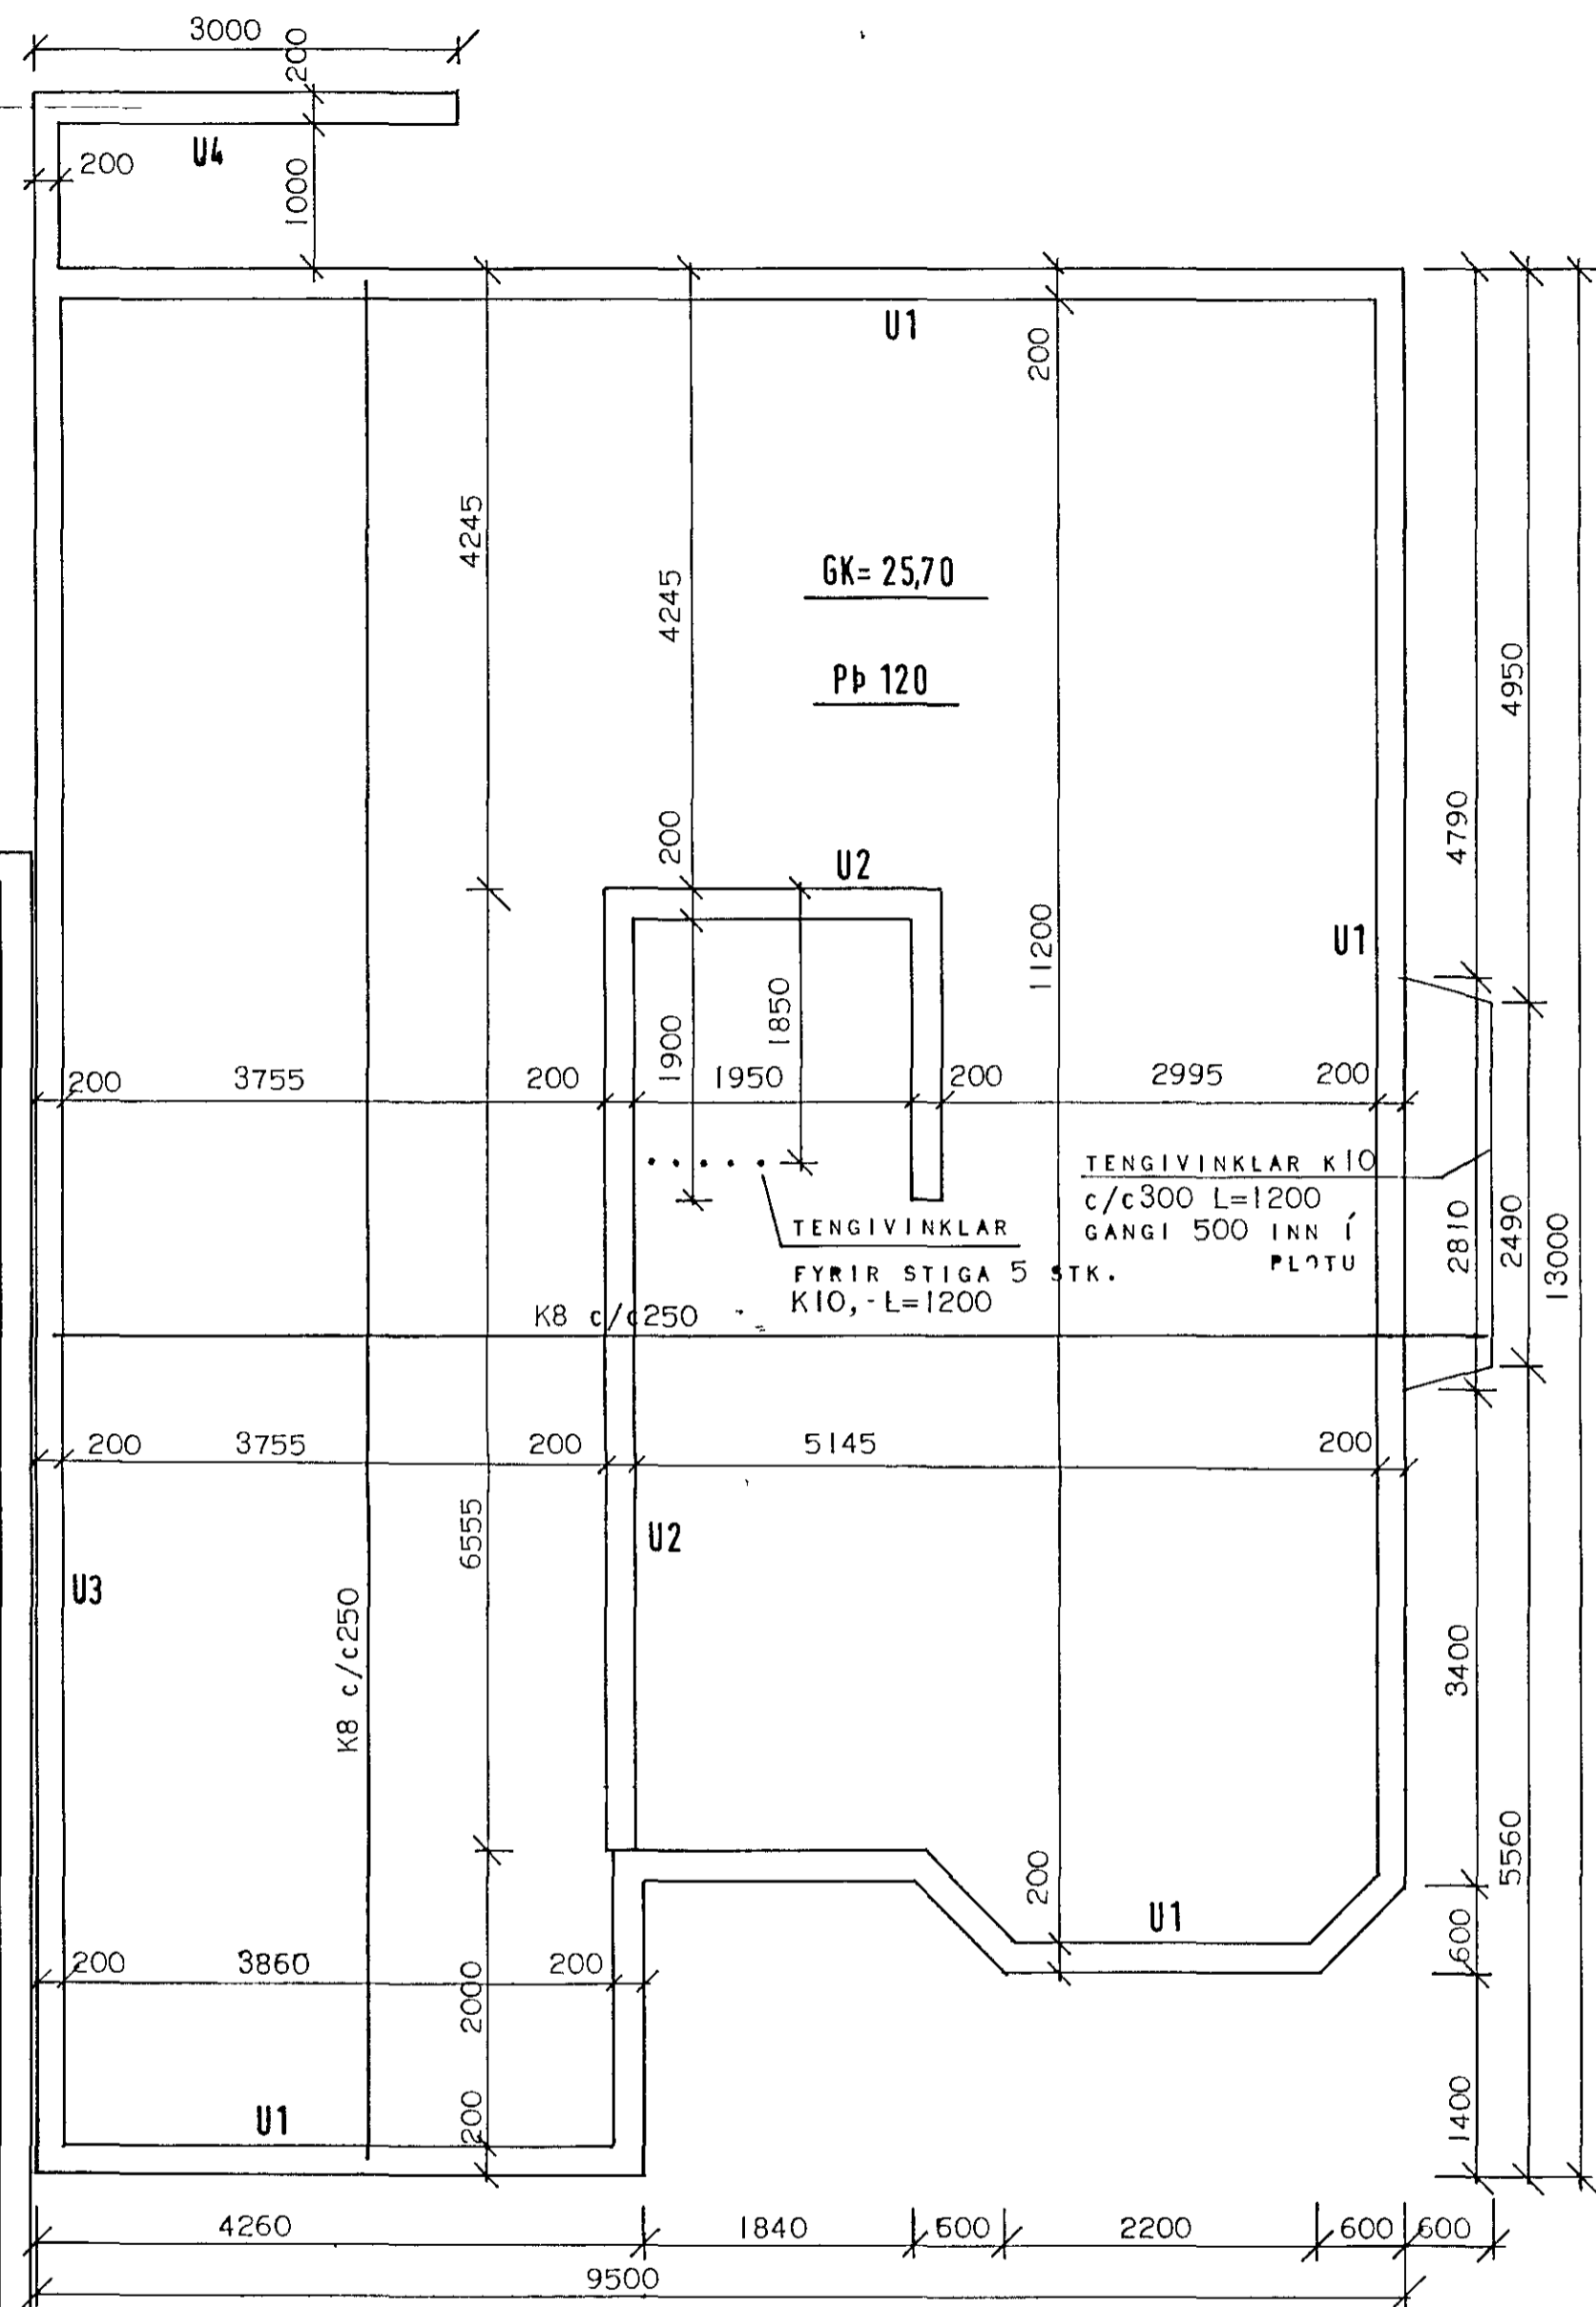 3000
200
U4
200
1000
U1
200
4245
4245
GK= 25,70
PÞ 120
4950
4790
200
U2
11200
U1
1900
1850
200
3755
200
1950
200
2995
200
TENGIVINKLAR K10
c/c300 L=1200
GANGI 500 INN Í
PLOTU
TENGIVINKLAR
FYRIR STIGA 5 STK.
K10,-L=1200
2810
2490
13000
K8 c/c250
200
3755
200
5145
200
6555
U2
U3
K8 c/c250
3400
5560
200
U1
600
200
3860
200
2000
1400
U1
200
4260
1840
600
2200
600
600
9500